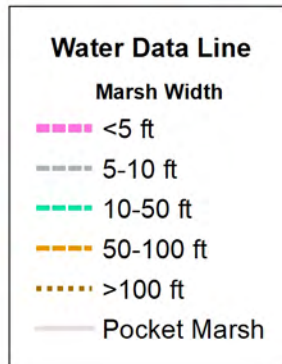 Water Data Line
Marsh Width
<5 ft
5-10 ft
10-50 ft
50-100 ft
>100 ft
Pocket Marsh